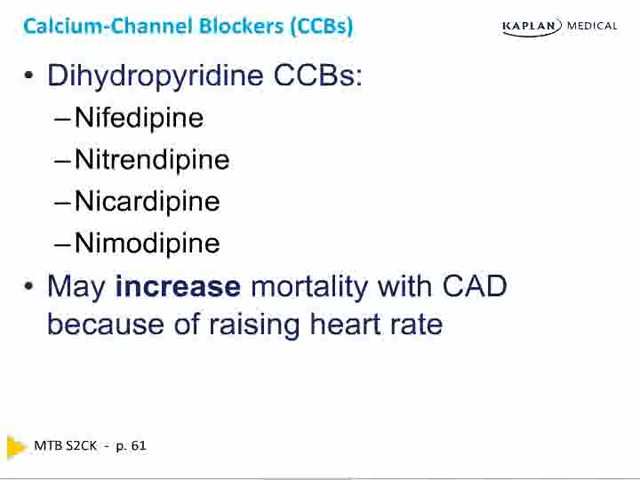 Calcium-Channel Blockers (CCBs)
KAPLAN MEDICAL
• Dihydropyridine CCBs:
–Nifedipine
–Nitrendipine
–Nicardipine
–Nimodipine
• May increase mortality with CAD
because of raising heart rate
MTB S2CK - p. 61